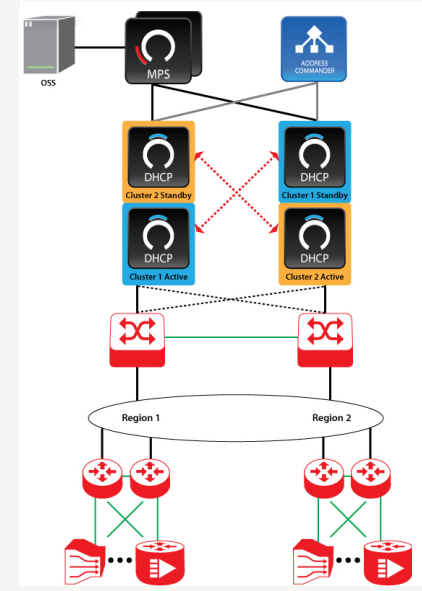 OSS
MPS
ADDRESS
COMMANDER
DHCP
Cluster 2 Standby
DHCP
Cluster 1 Standby
DHCP
Cluster 1 Active
DHCP
Cluster 2 Active
Region 1
Region 2